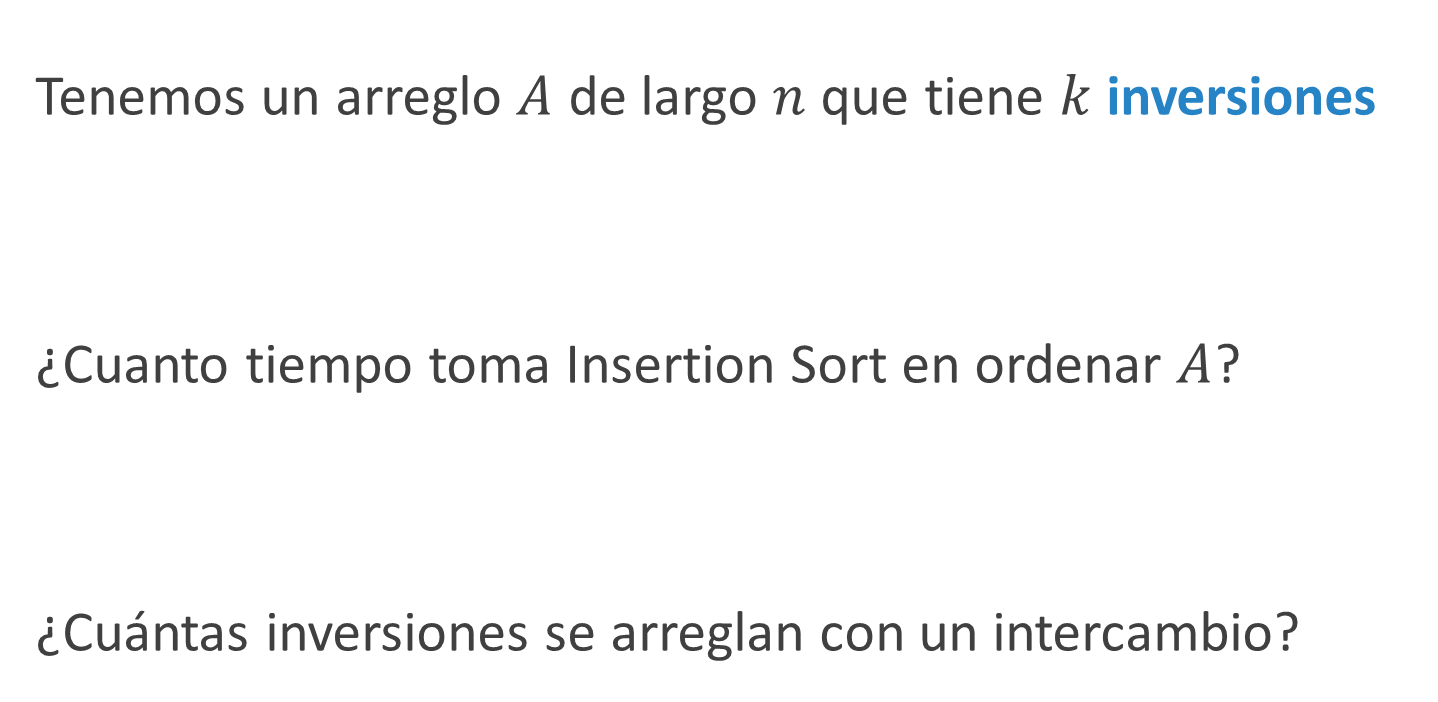 Tenemos un arreglo 𝐴 de largo 𝑛 que tiene 𝑘 inversiones
¿Cuanto tiempo toma Insertion Sort en ordenar 𝐴?
¿Cuántas inversiones se arreglan con un intercambio?